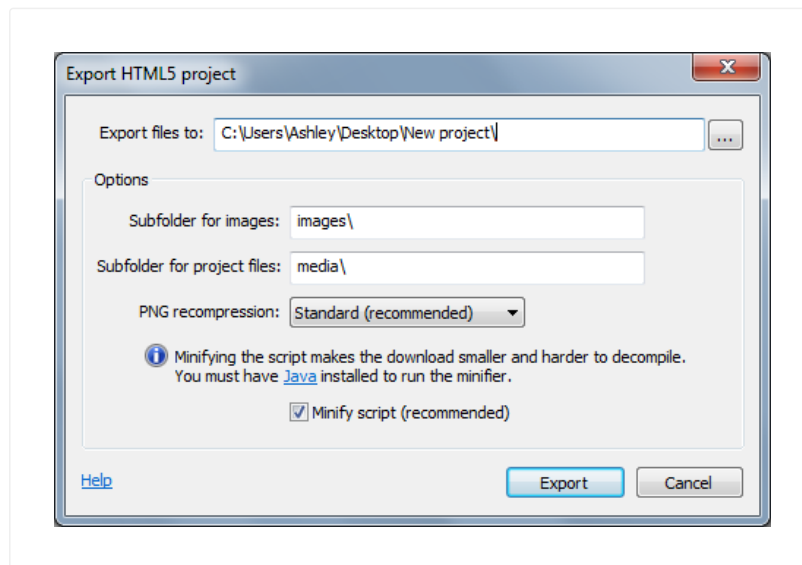 Export HTML5 project
Export files to: C:\Users\Ashley\Desktop\New project\ ...
Options
Subfolder for images: images\
Subfolder for project files: media\
PNG recompression: Standard (recommended)
Minifying the script makes the download smaller and harder to decompile.
You must have Java installed to run the minifier.
Minify script (recommended)
Help Export Cancel